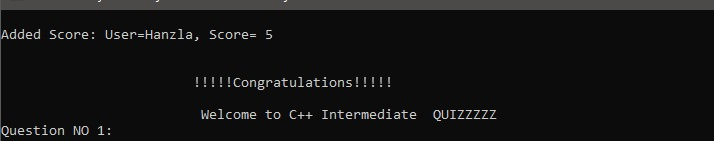 Added Score: User=Hanzla, Score= 5
!!!!!Congratulations!!!!!
Welcome to C++ Intermediate  QUIZZZZZ
Question NO 1: